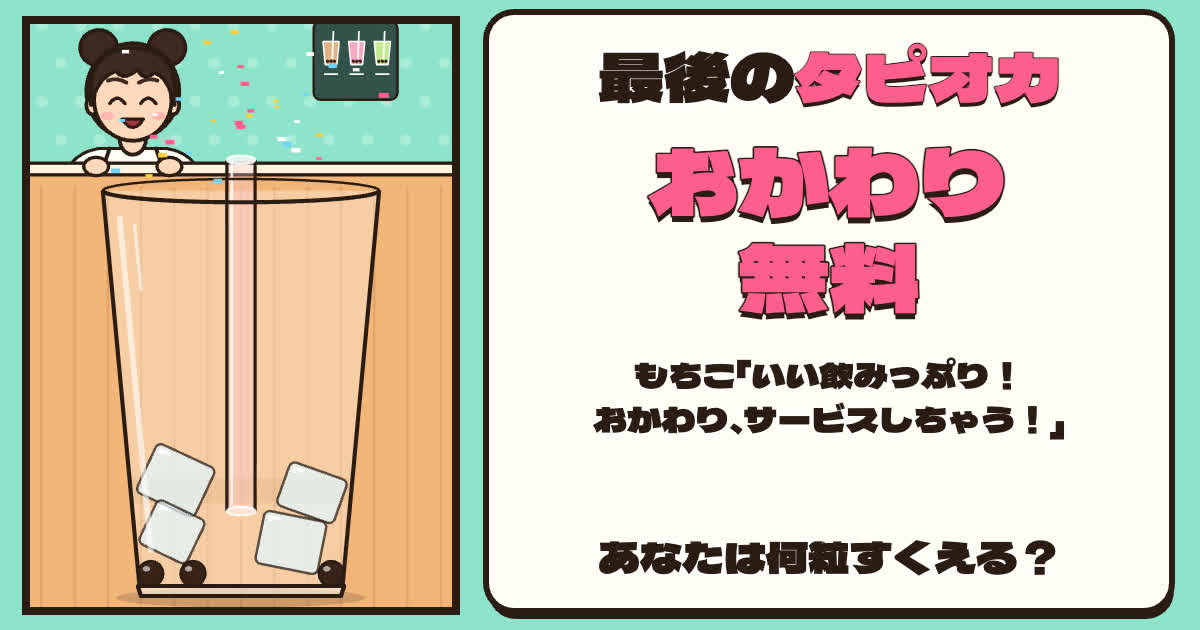 最後のタピオカ
おかわり
無料
もちこ「いい飲みっぷり！
おかわり、サービスしちゃう！」
あなたは何粒すくえる？